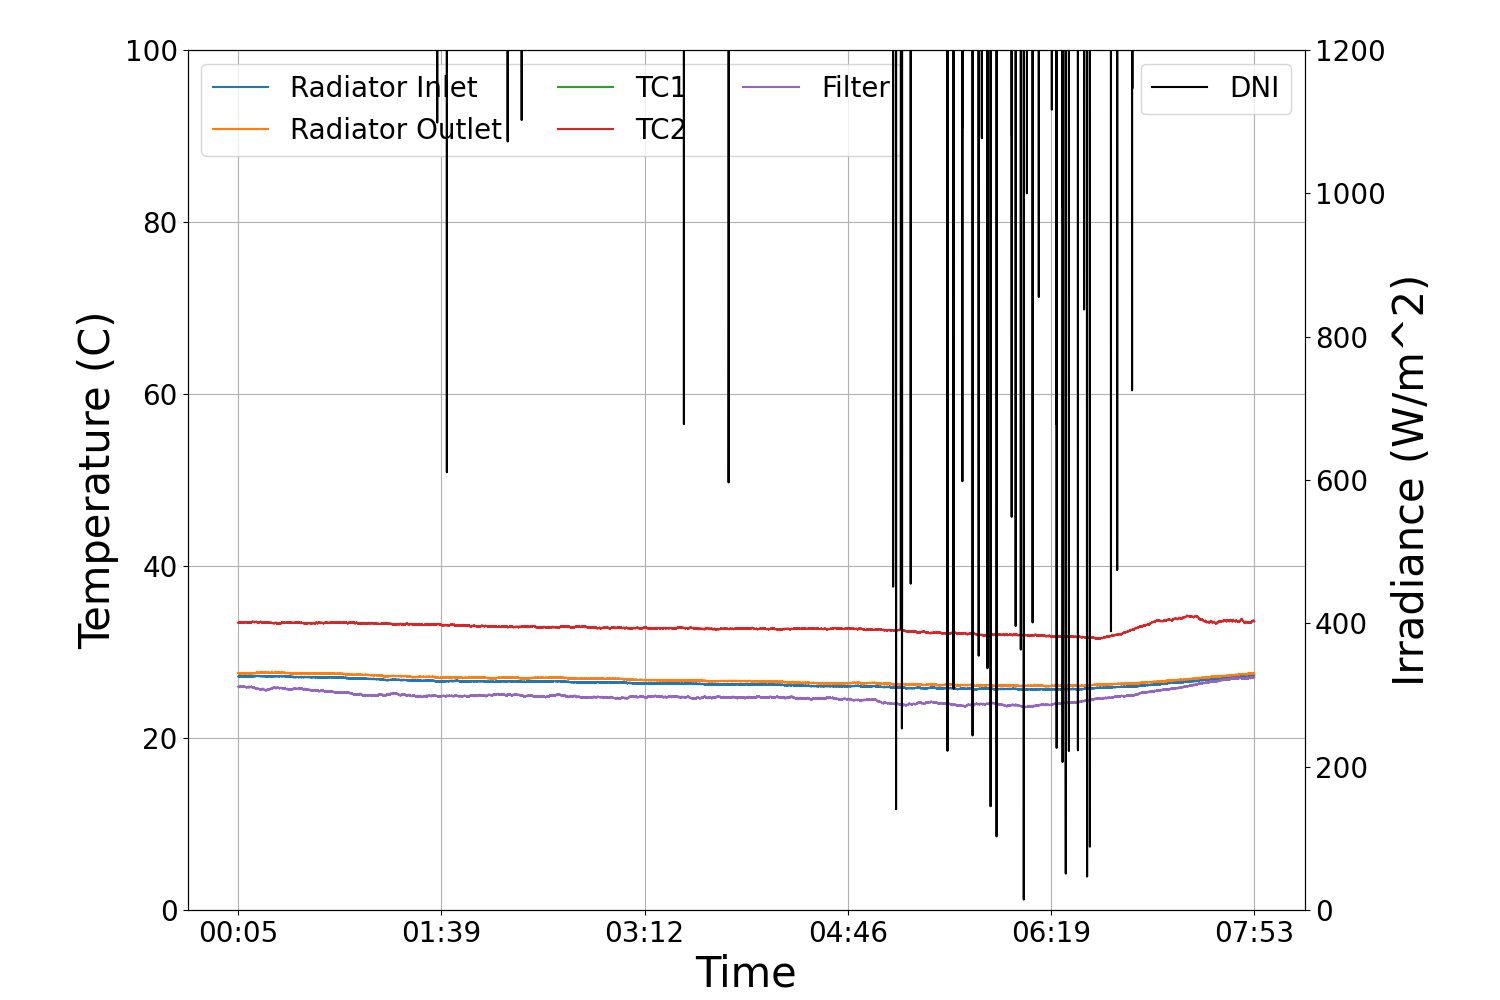 Radiator Inlet
Radiator Outlet
TC1
TC2
Filter
DNI
Temperature (C)
100
80
60
40
20
0
Irradiance (W/m^2)
1200
1000
800
600
400
200
0
00:05 01:39 03:12 04:46 06:19 07:53
Time